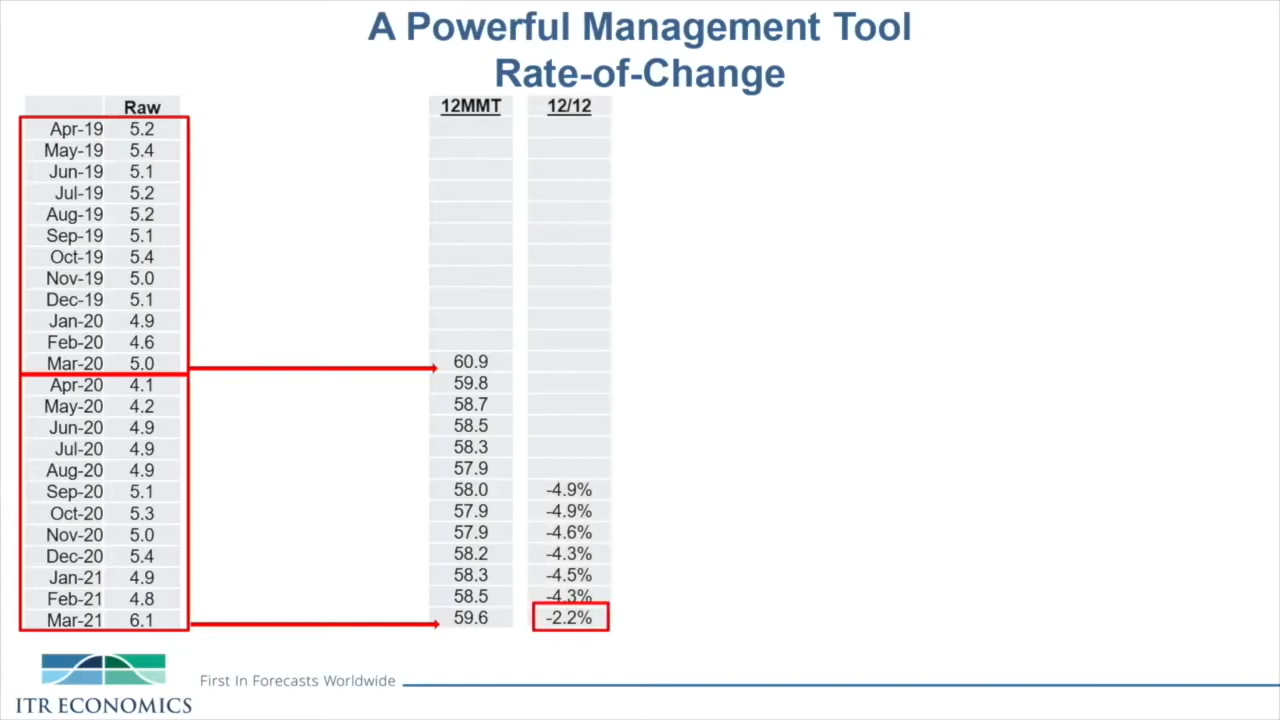 A Powerful Management Tool
Rate-of-Change
Raw 12MMT 12/12
Apr-19 5.2
May-19 5.4
Jun-19 5.1
Jul-19 5.2
Aug-19 5.2
Sep-19 5.1
Oct-19 5.4
Nov-19 5.0
Dec-19 5.1
Jan-20 4.9
Feb-20 4.6
Mar-20 5.0 60.9
Apr-20 4.1 59.8
May-20 4.2 58.7
Jun-20 4.9 58.5
Jul-20 4.9 58.3
Aug-20 4.9 57.9
Sep-20 5.1 58.0 -4.9%
Oct-20 5.3 57.9 -4.9%
Nov-20 5.0 57.9 -4.6%
Dec-20 5.4 58.2 -4.3%
Jan-21 4.9 58.3 -4.5%
Feb-21 4.8 58.5 -4.3%
Mar-21 6.1 59.6 -2.2%
First In Forecasts Worldwide
ITR ECONOMICS